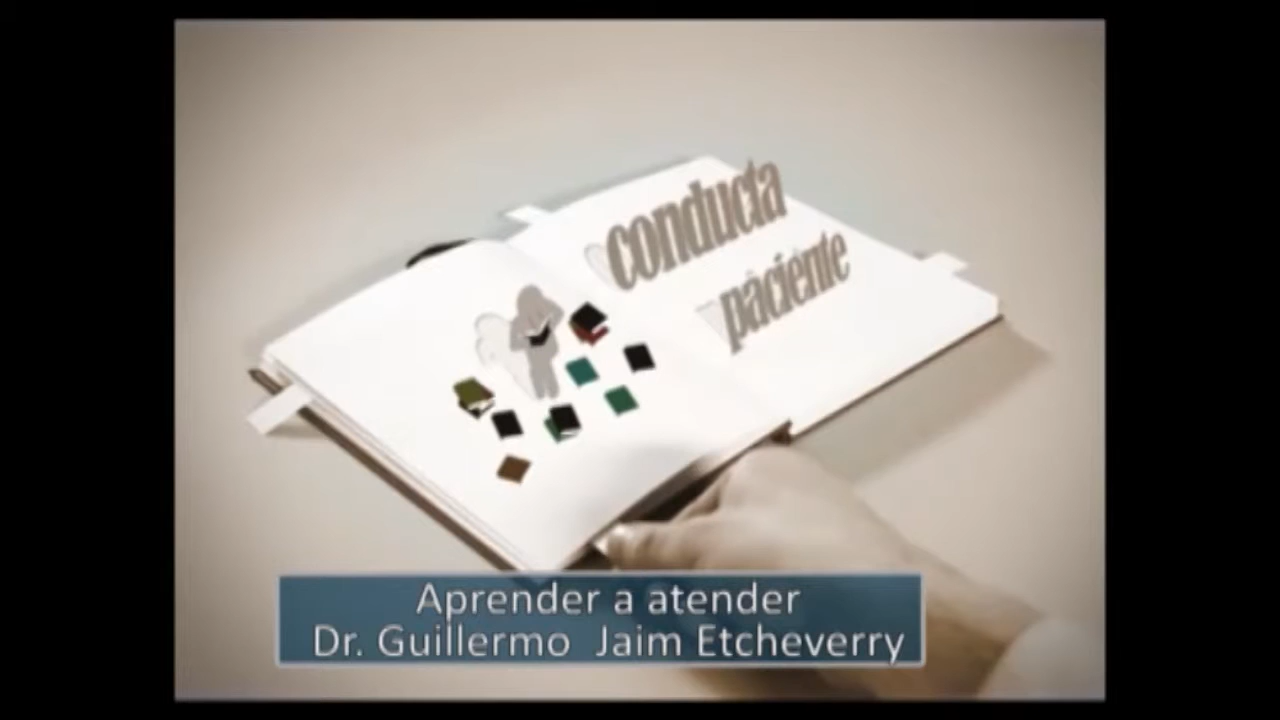 conducta
paciente
Aprender a atender
Dr. Guillermo Jaim Etcheverry